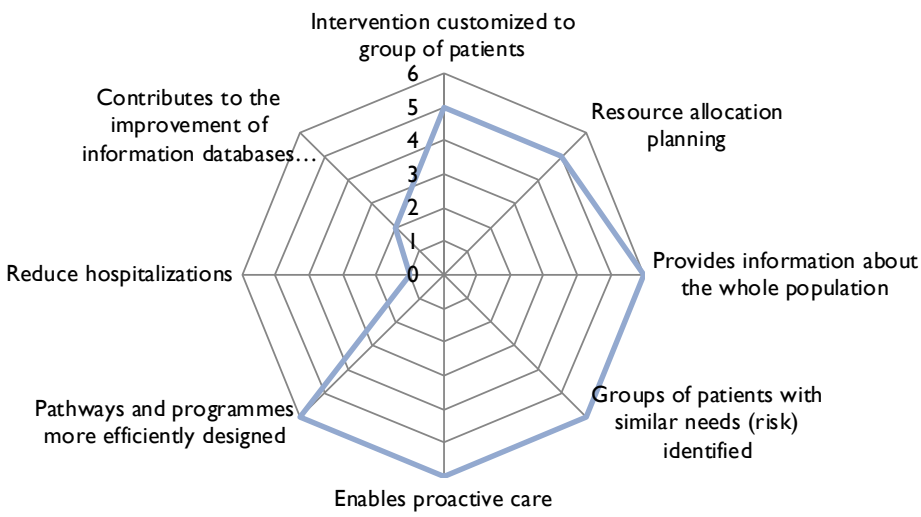 Intervention customized to
group of patients
6
5
4
3
2
1
0
Resource allocation
planning
Provides information about
the whole population
Groups of patients with
similar needs (risk)
identified
Enables proactive care
Pathways and programmes
more efficiently designed
Reduce hospitalizations
Contributes to the
improvement of
information databases…